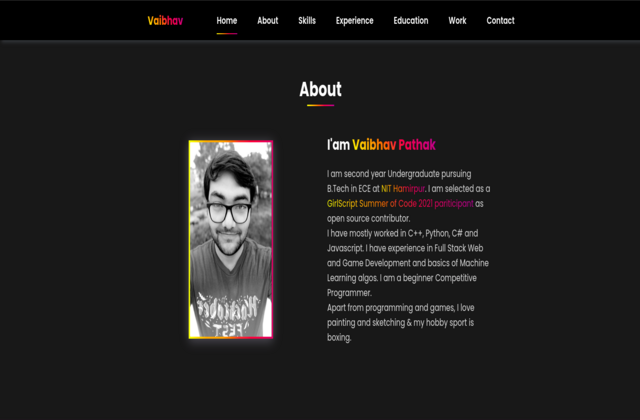 Vaibhav Home About Skills Experience Education Work Contact
About
I'am Vaibhav Pathak
I am second year Undergraduate pursuing
B.Tech in ECE at NIT Hamirpur. I am selected as a
GirlScript Summer of Code 2021 pariticipant as
open source contributor.
I have mostly worked in C++, Python, C# and
Javascript. I have experience in Full Stack Web
and Game Development and basics of Machine
Learning algos. I am a beginner Competitive
Programmer.
Apart from programming and games, I love
painting and sketching & my hobby sport is
boxing.